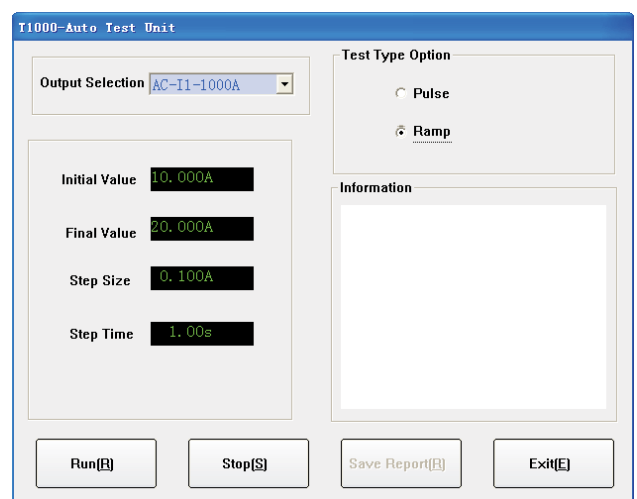 T1000-Auto Test Unit
Output Selection AC-I1-1000A
Test Type Option
Pulse
Ramp
Initial Value 10.000A
Final Value 20.000A
Step Size 0.100A
Step Time 1.00s
Information
Run(R) Stop(S) Save Report(R) Exit(E)